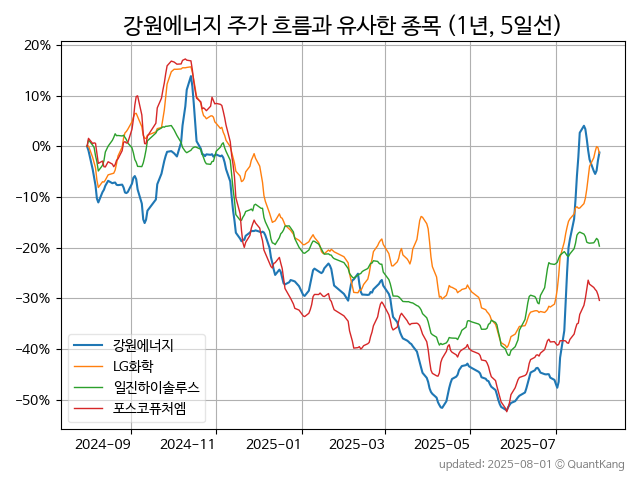 강원에너지 주가 흐름과 유사한 종목 (1년, 5일선)
20%
10%
0%
−10%
−20%
−30%
−40%
−50%
강원에너지
LG화학
일진하이솔루스
포스코퓨처엠
2024-09
2024-11
2025-01
2025-03
2025-05
2025-07
updated: 2025-08-01 © QuantKang